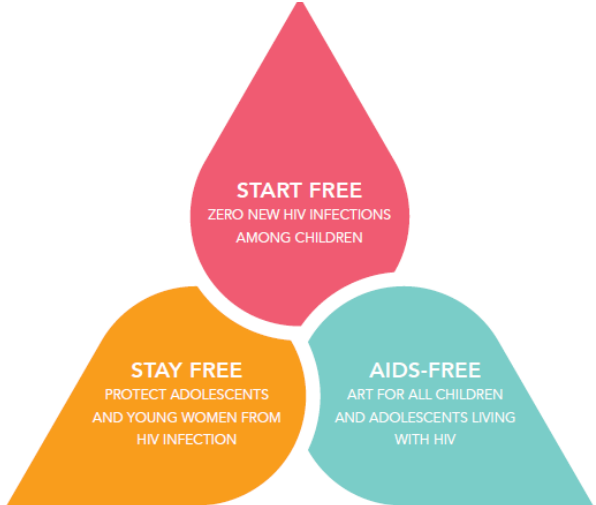 START FREE
ZERO NEW HIV INFECTIONS
AMONG CHILDREN
STAY FREE
PROTECT ADOLESCENTS
AND YOUNG WOMEN FROM
HIV INFECTION
AIDS-FREE
ART FOR ALL CHILDREN
AND ADOLESCENTS LIVING
WITH HIV